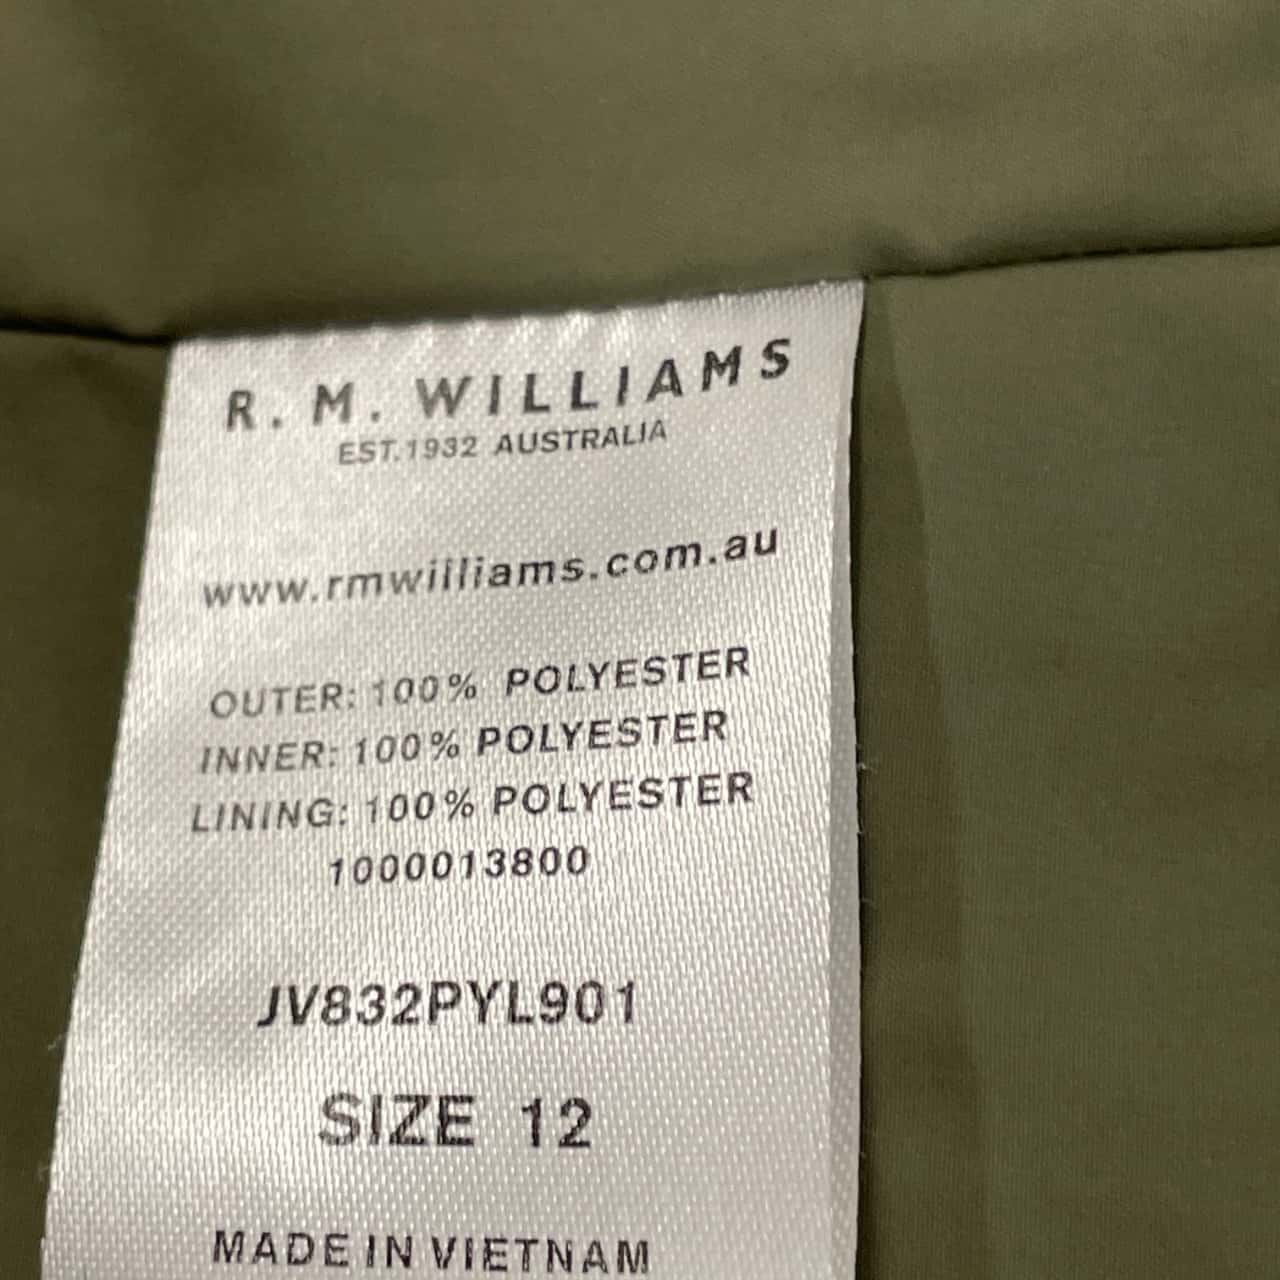 R. M. WILLIAMS
EST.1932 AUSTRALIA
www.rmwilliams.com.au
OUTER: 100% POLYESTER
INNER: 100% POLYESTER
LINING: 100% POLYESTER
1000013800
JV832PYL901
SIZE 12
MADE IN VIETNAM